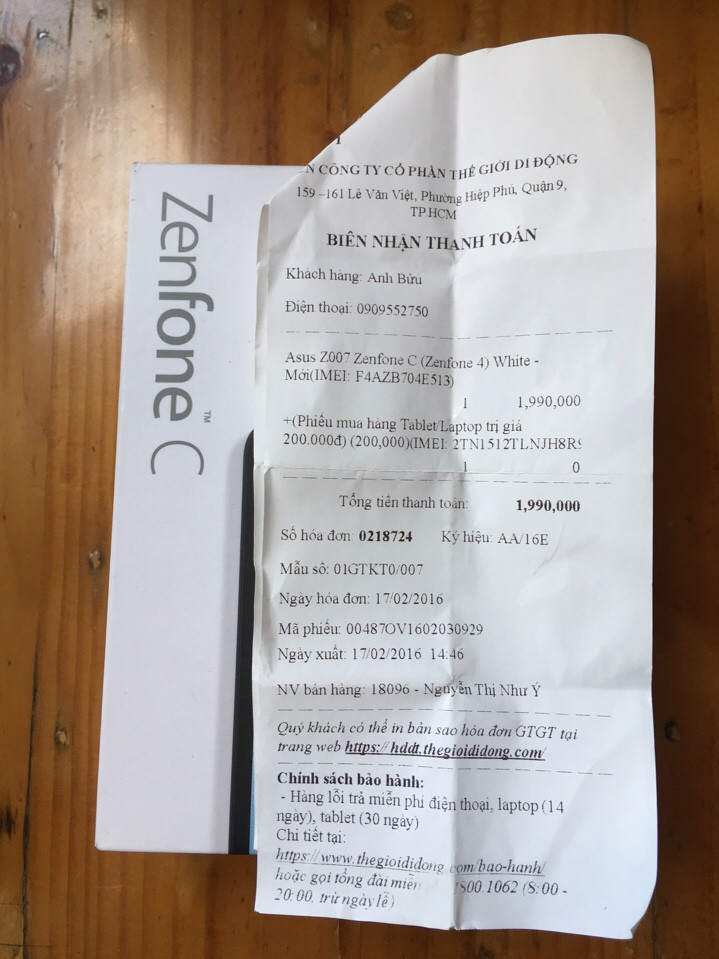 Zenfone™ C
N CÔNG TY CỔ PHẦN THẾ GIỚI DI ĐỘNG
159 –161 Lê Văn Việt, Phường Hiệp Phú, Quận 9,
TP.HCM
BIÊN NHẬN THANH TOÁN
Khách hàng: Anh Bửu
Điện thoại: 0909552750
Asus Z007 Zenfone C (Zenfone 4) White -
Mới(IMEI: F4AZB704E513)
1 1,990,000
+(Phiếu mua hàng Tablet/Laptop trị giá
200.000đ) (200,000)(IMEI: 2TN1512TLNJH8RS
1 0
Tổng tiền thanh toán: 1,990,000
Số hóa đơn: 0218724 Ký hiệu: AA/16E
Mẫu số: 01GTKT0/007
Ngày hóa đơn: 17/02/2016
Mã phiếu: 00487OV1602030929
Ngày xuất: 17/02/2016 14:46
NV bán hàng: 18096 - Nguyễn Thị Như Ý
Quý khách có thể in bản sao hóa đơn GTGT tại
trang web https://hddt.thegioididong.com/
Chính sách bảo hành:
- Hàng lỗi trả miễn phí điện thoại, laptop (14
ngày), tablet (30 ngày)
Chi tiết tại:
https://www.thegioididong.com/bao-hanh/
hoặc gọi tổng đài miễn 1800.1062 (8:00 -
20:00, trừ ngày lễ)